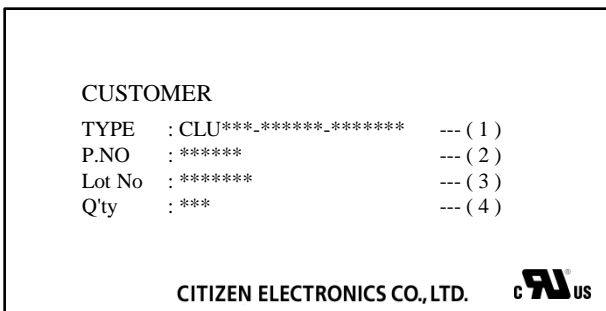 CUSTOMER
TYPE : CLU***-******-******* --- ( 1 )
P.NO : ****** --- ( 2 )
Lot No : ******* --- ( 3 )
Q'ty : *** --- ( 4 )
CITIZEN ELECTRONICS CO., LTD. c RU ® US